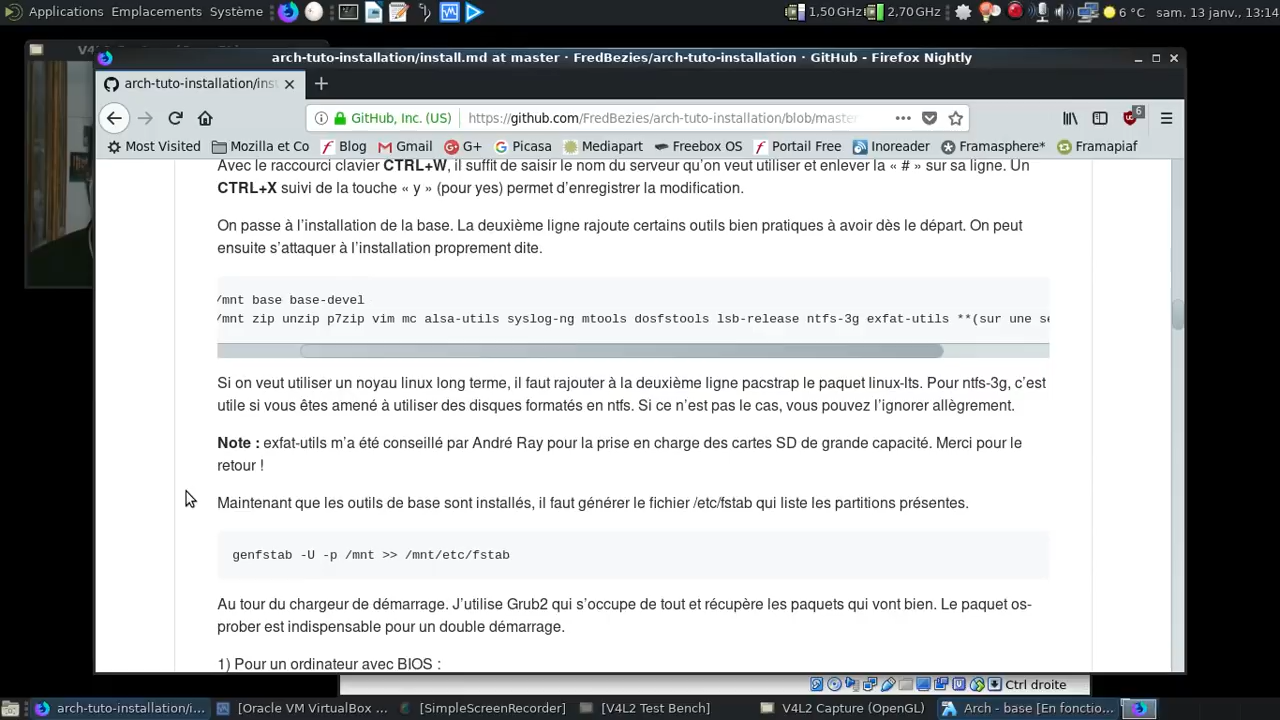 Applications Emplacements Système 1,50 GHz 2,70 GHz 6 °C sam. 13 janv., 13:14
arch-tuto-installation/install.md at master · FredBezies/arch-tuto-installation · GitHub - Firefox Nightly
arch-tuto-installation/inst
GitHub, Inc. (US) https://github.com/FredBezies/arch-tuto-installation/blob/master 6
Most Visited Mozilla et Co Blog Gmail G+ Picasa Mediapart Freebox OS Portail Free Inoreader Framasphere* Framapiaf
Avec le raccourci clavier CTRL+W, il suffit de saisir le nom du serveur qu’on veut utiliser et enlever la « # » sur sa ligne. Un
CTRL+X suivi de la touche « y » (pour yes) permet d’enregistrer la modification.
On passe à l’installation de la base. La deuxième ligne rajoute certains outils bien pratiques à avoir dès le départ. On peut
ensuite s’attaquer à l’installation proprement dite.
/mnt base base-devel
/mnt zip unzip p7zip vim mc alsa-utils syslog-ng mtools dosfstools lsb-release ntfs-3g exfat-utils **(sur une se
Si on veut utiliser un noyau linux long terme, il faut rajouter à la deuxième ligne pacstrap le paquet linux-lts. Pour ntfs-3g, c’est
utile si vous êtes amené à utiliser des disques formatés en ntfs. Si ce n’est pas le cas, vous pouvez l’ignorer allègrement.
Note : exfat-utils m’a été conseillé par André Ray pour la prise en charge des cartes SD de grande capacité. Merci pour le
retour !
Maintenant que les outils de base sont installés, il faut générer le fichier /etc/fstab qui liste les partitions présentes.
genfstab -U -p /mnt >> /mnt/etc/fstab
Au tour du chargeur de démarrage. J’utilise Grub2 qui s’occupe de tout et récupère les paquets qui vont bien. Le paquet os-
prober est indispensable pour un double démarrage.
1) Pour un ordinateur avec BIOS :
Ctrl droite
arch-tuto-installation/i... [Oracle VM VirtualBox ... [SimpleScreenRecorder] [V4L2 Test Bench] V4L2 Capture (OpenGL) Arch - base [En fonctio...